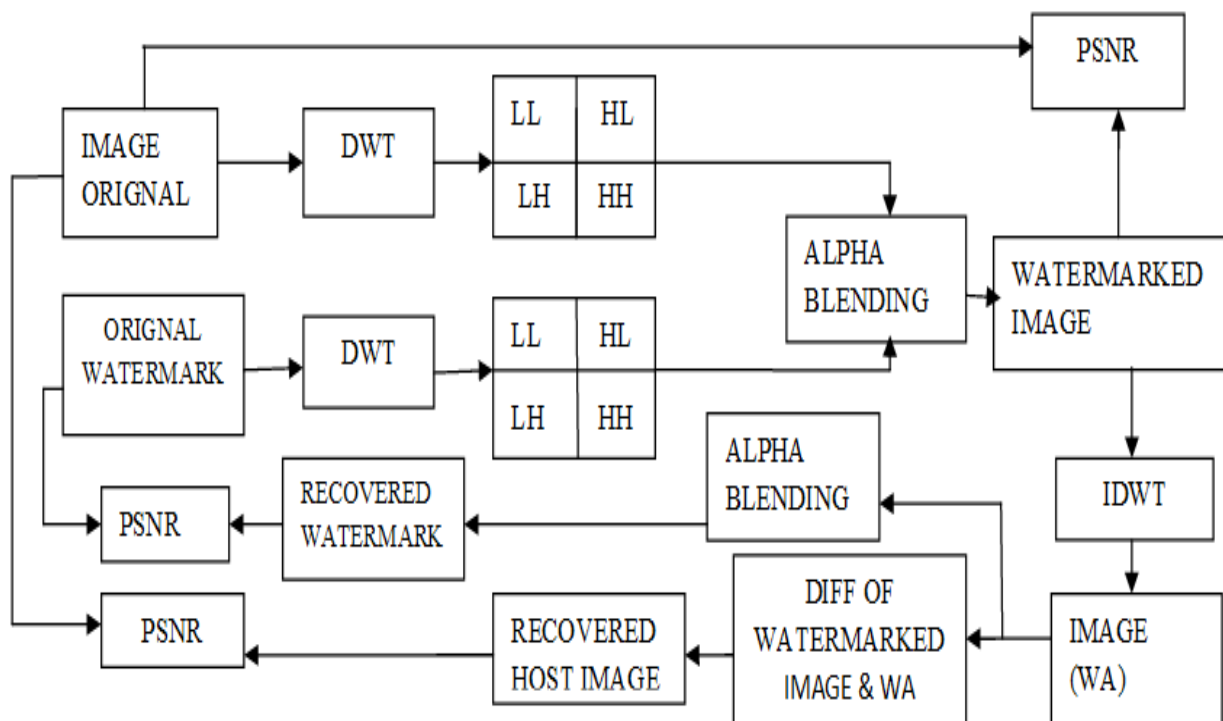 PSNR
IMAGE
ORIGNAL
DWT
LL HL
LH HH
ALPHA
BLENDING
WATERMARKED
IMAGE
ORIGNAL
WATERMARK
DWT
LL HL
LH HH
ALPHA
BLENDING
IDWT
PSNR
RECOVERED
WATERMARK
PSNR
RECOVERED
HOST IMAGE
DIFF OF
WATERMARKED
IMAGE & WA
IMAGE
(WA)